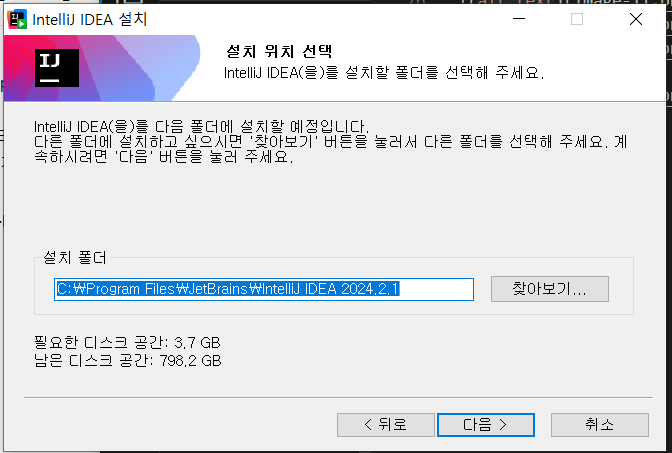 IntelliJ IDEA 설치
IJ
설치 위치 선택
IntelliJ IDEA(을)를 설치할 폴더를 선택해 주세요.
IntelliJ IDEA(을)를 다음 폴더에 설치할 예정입니다.
다른 폴더에 설치하고 싶으시면 '찾아보기' 버튼을 눌러서 다른 폴더를 선택해 주세요. 계
속하시려면 '다음' 버튼을 눌러 주세요.
설치 폴더
C:₩Program Files₩JetBrains₩IntelliJ IDEA 2024.2.1
찾아보기...
필요한 디스크 공간: 3.7 GB
남은 디스크 공간: 798.2 GB
< 뒤로
다음 >
취소